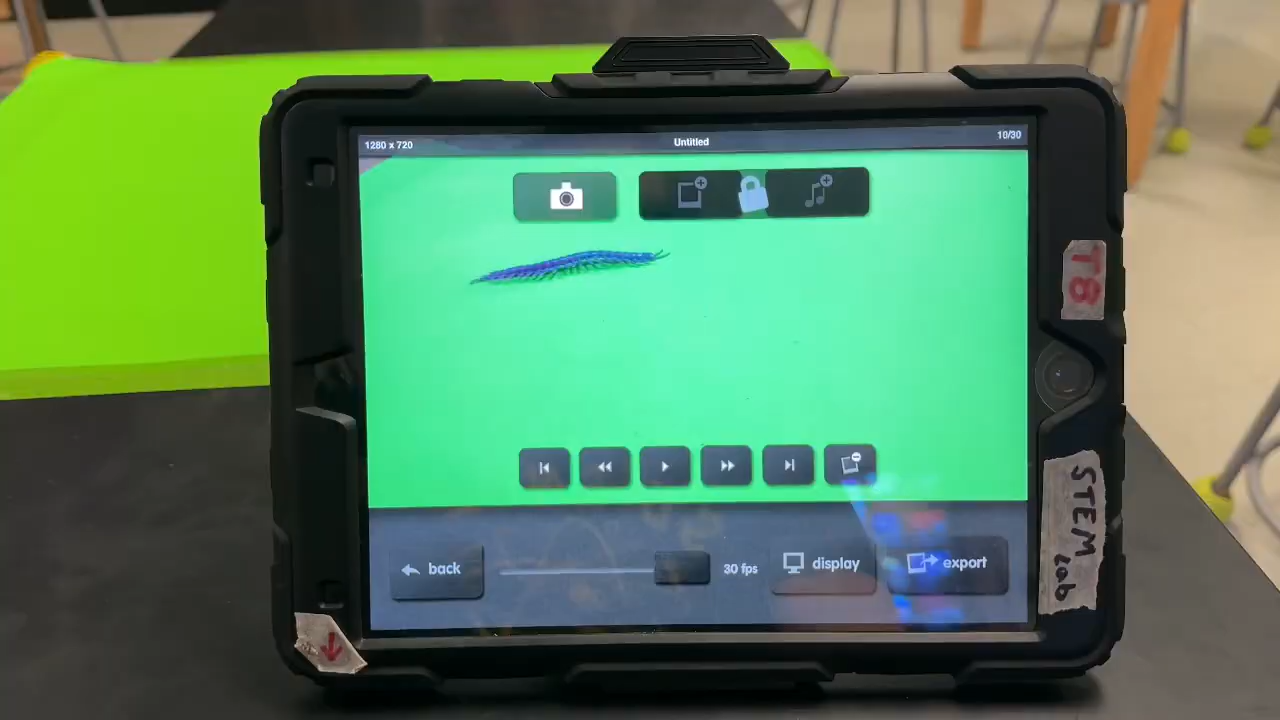 1280 x 720
Untitled
10/30
back
30 fps
display
export
T8
STEM
Lab